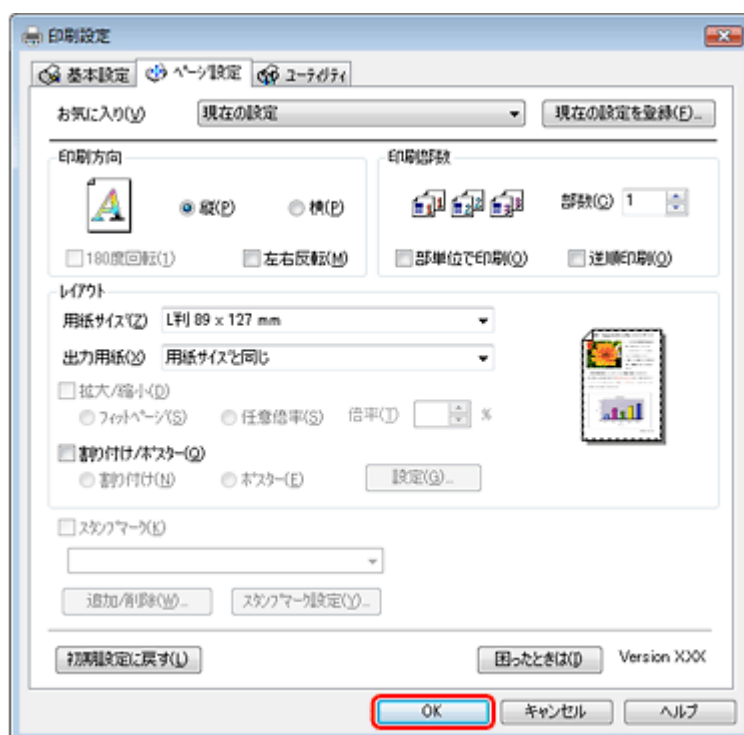 印刷設定
基本設定 ページ設定 ユーティリティ
お気に入り(V) 現在の設定 現在の設定を登録(F)...
印刷方向 印刷部数
縦(P) 横(P) 部数(C) 1
180度回転(1) 左右反転(M) 部単位で印刷(O) 逆順印刷(O)
レイアウト
用紙サイズ(Z) L判 89 x 127 mm
出力用紙(X) 用紙サイズと同じ
拡大/縮小(D)
フィットページ(S) 任意倍率(S) 倍率(T) %
割り付け/ポスター(Q)
割り付け(N) ポスター(E) 設定(G)...
スタンプマーク(K)
追加/削除(W)... スタンプマーク設定(Y)...
初期設定に戻す(L) 困ったときは(I) Version XXX
OK キャンセル ヘルプ